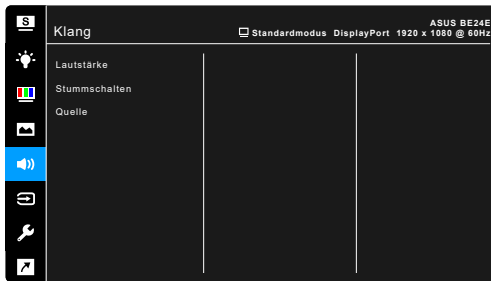 S
Klang
ASUS BE24E
Standardmodus DisplayPort 1920 x 1080 @ 60Hz
Lautstärke
Stummschalten
Quelle